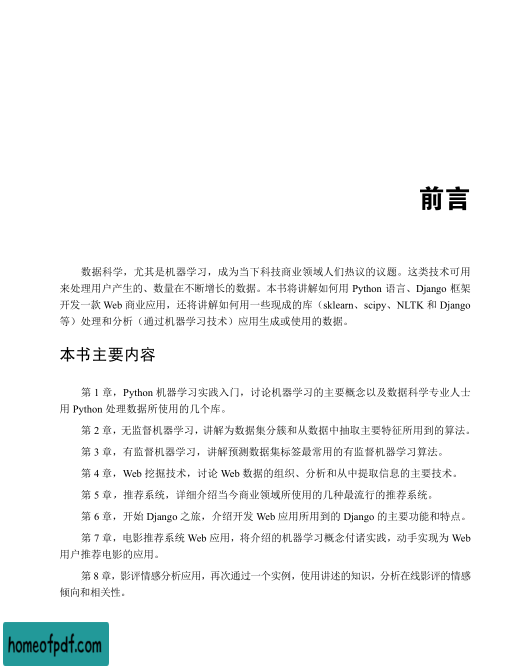 前言
数据科学，尤其是机器学习，成为当下科技商业领域人们热议的议题。这类技术可用
来处理用户产生的、数量在不断增长的数据。本书将讲解如何用 Python 语言、Django 框架
开发一款 Web 商业应用，还将讲解如何用一些现成的库（sklearn、scipy、NLTK 和 Django
等）处理和分析（通过机器学习技术）应用生成或使用的数据。
本书主要内容
第 1 章，Python 机器学习实践入门，讨论机器学习的主要概念以及数据科学专业人士
用 Python 处理数据所使用的几个库。
第 2 章，无监督机器学习，讲解为数据集分簇和从数据中抽取主要特征所用到的算法。
第 3 章，有监督机器学习，讲解预测数据集标签最常用的有监督机器学习算法。
第 4 章，Web 挖掘技术，讨论 Web 数据的组织、分析和从中提取信息的主要技术。
第 5 章，推荐系统，详细介绍当今商业领域所使用的几种最流行的推荐系统。
第 6 章，开始 Django 之旅，介绍开发 Web 应用所用到的 Django 的主要功能和特点。
第 7 章，电影推荐系统 Web 应用，将介绍的机器学习概念付诸实践，动手实现为 Web
用户推荐电影的应用。
第 8 章，影评情感分析应用，再次通过一个实例，使用讲述的知识，分析在线影评的情感
倾向和相关性。
homeofpdf.com